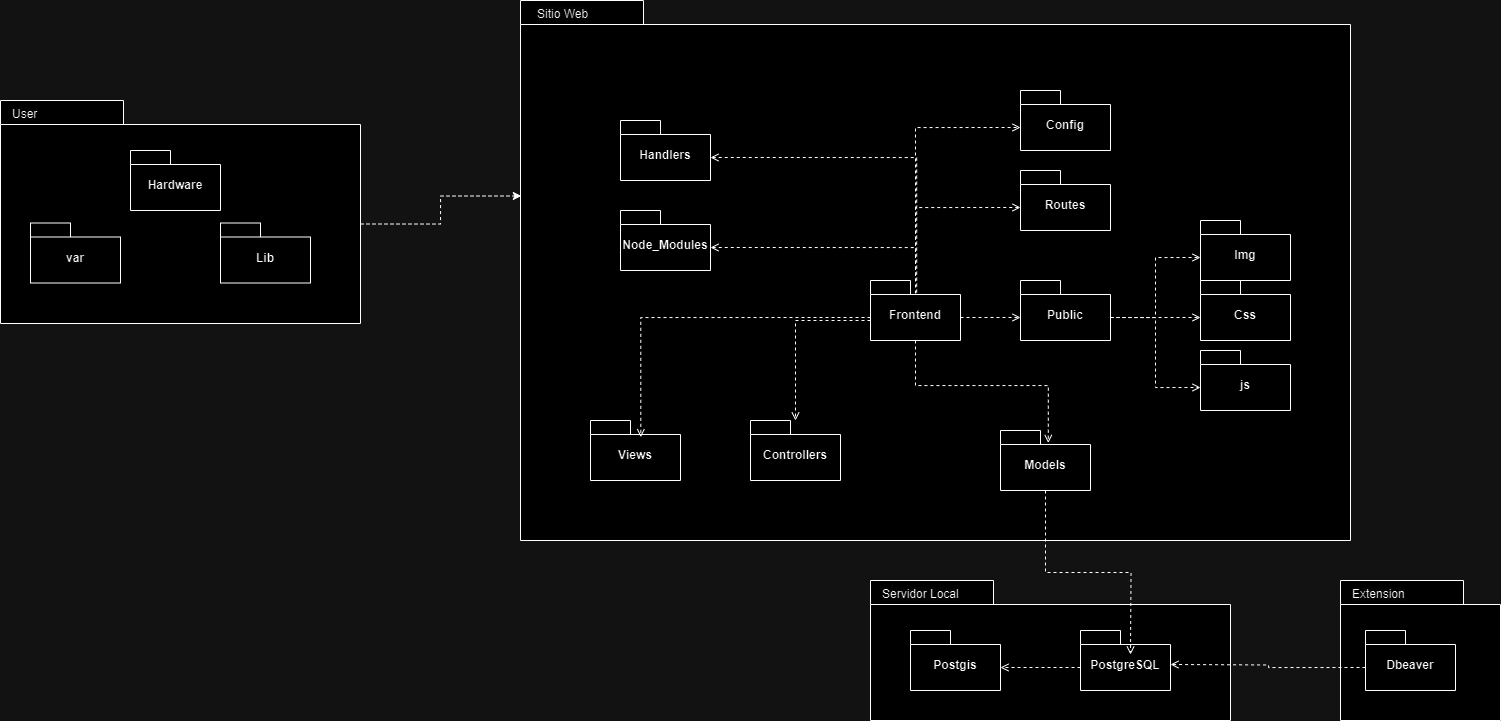 Sitio Web
User
Hardware
var
Lib
Config
Handlers
Routes
Node_Modules
Img
Frontend
Public
Css
js
Views
Controllers
Models
Servidor Local
Extension
Postgis
PostgreSQL
Dbeaver